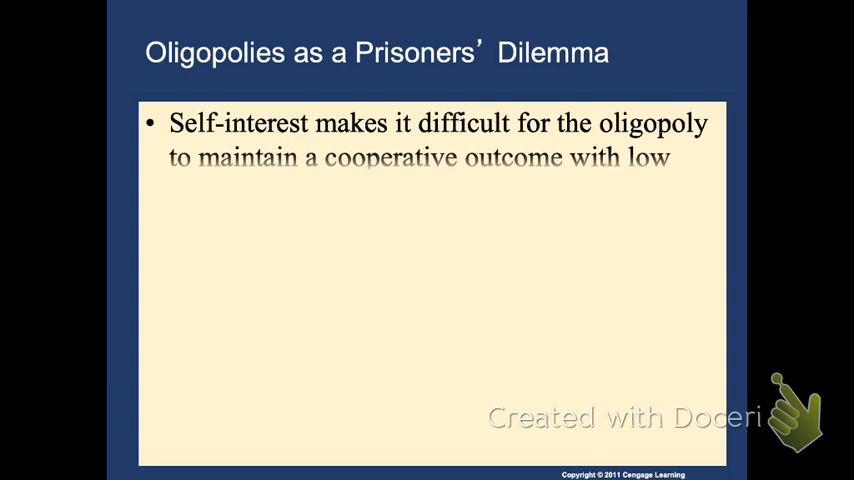 Oligopolies as a Prisoners’ Dilemma
• Self-interest makes it difficult for the oligopoly
to maintain a cooperative outcome with low
Created with Doceri
Copyright © 2011 Cengage Learning